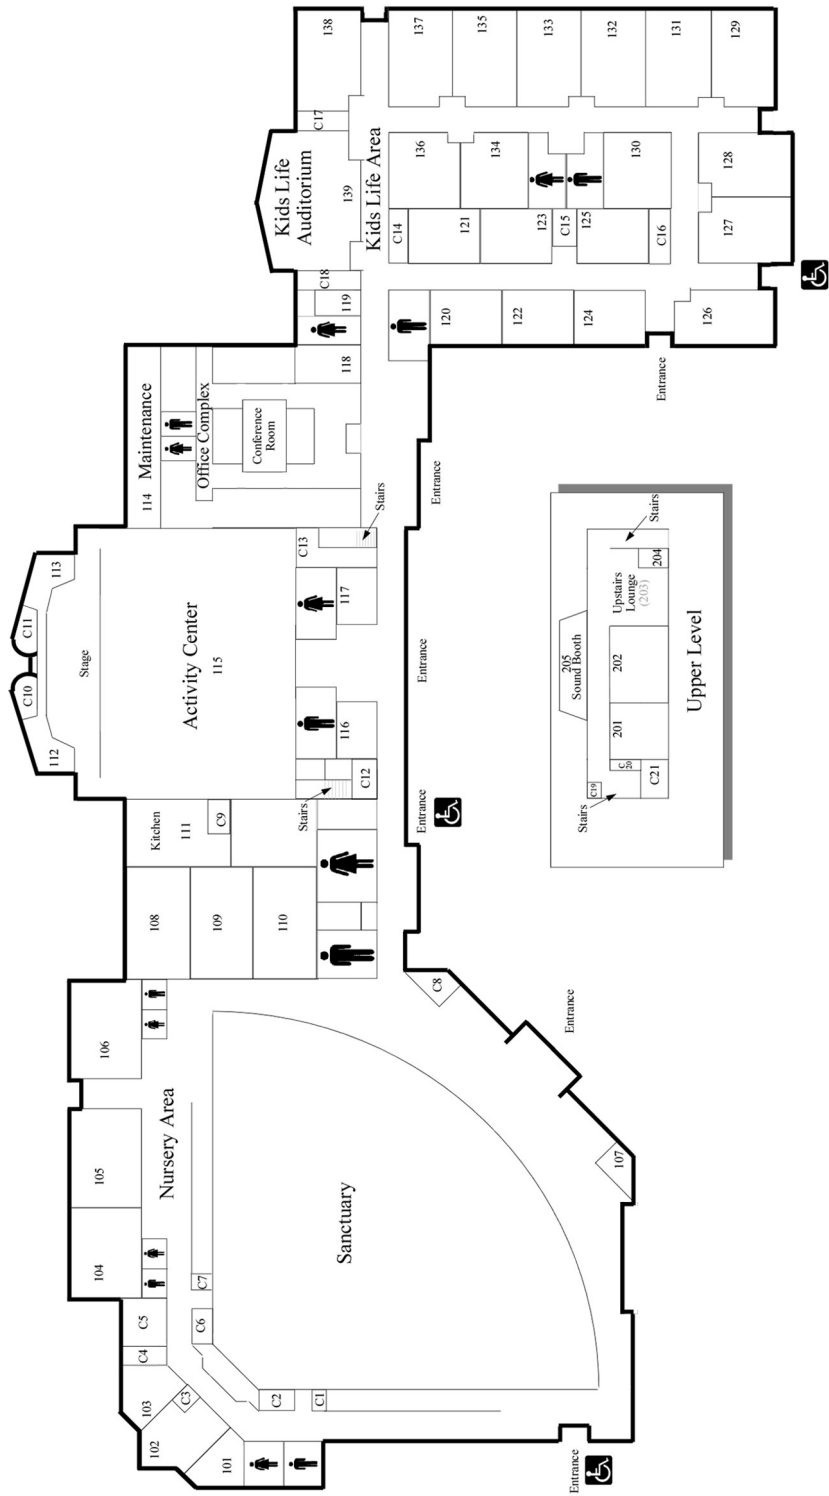 138
137
135
133
132
131
129
C17
Kids Life
Auditorium
139
Kids Life Area
136
134
130
128
C14
121
123
C15
125
C16
127
C18
119
118
120
122
124
126
Entrance
Maintenance
114
Office Complex
Conference
Room
Entrance
Stairs
C13
113
C11
C10
112
Stage
Activity Center
115
117
116
C12
Stairs
Entrance
Entrance
Kitchen
111
C9
108
109
110
C8
Entrance
106
Nursery Area
105
104
107
Sanctuary
C7
C6
C5
C4
C3
103
102
101
C2
C1
Entrance
Stairs
204
Upstairs
Lounge
(203)
205
Sound Booth
202
201
C
20
C21
C19
Stairs
Upper Level